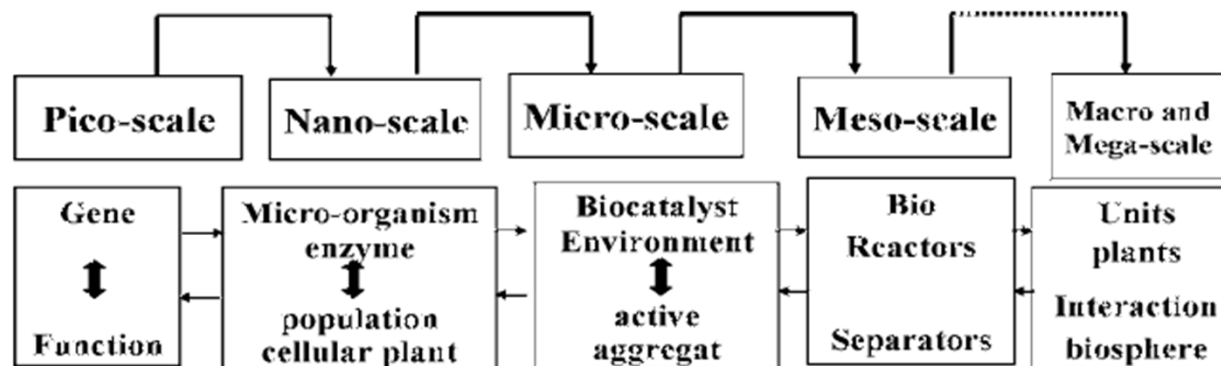 Pico-scale
Nano-scale
Micro-scale
Meso-scale
Macro and
Mega-scale
Gene
Function
Micro-organism
enzyme
population
cellular plant
Biocatalyst
Environment
active
aggregat
Bio
Reactors
Separators
Units
plants
Interaction
biosphere